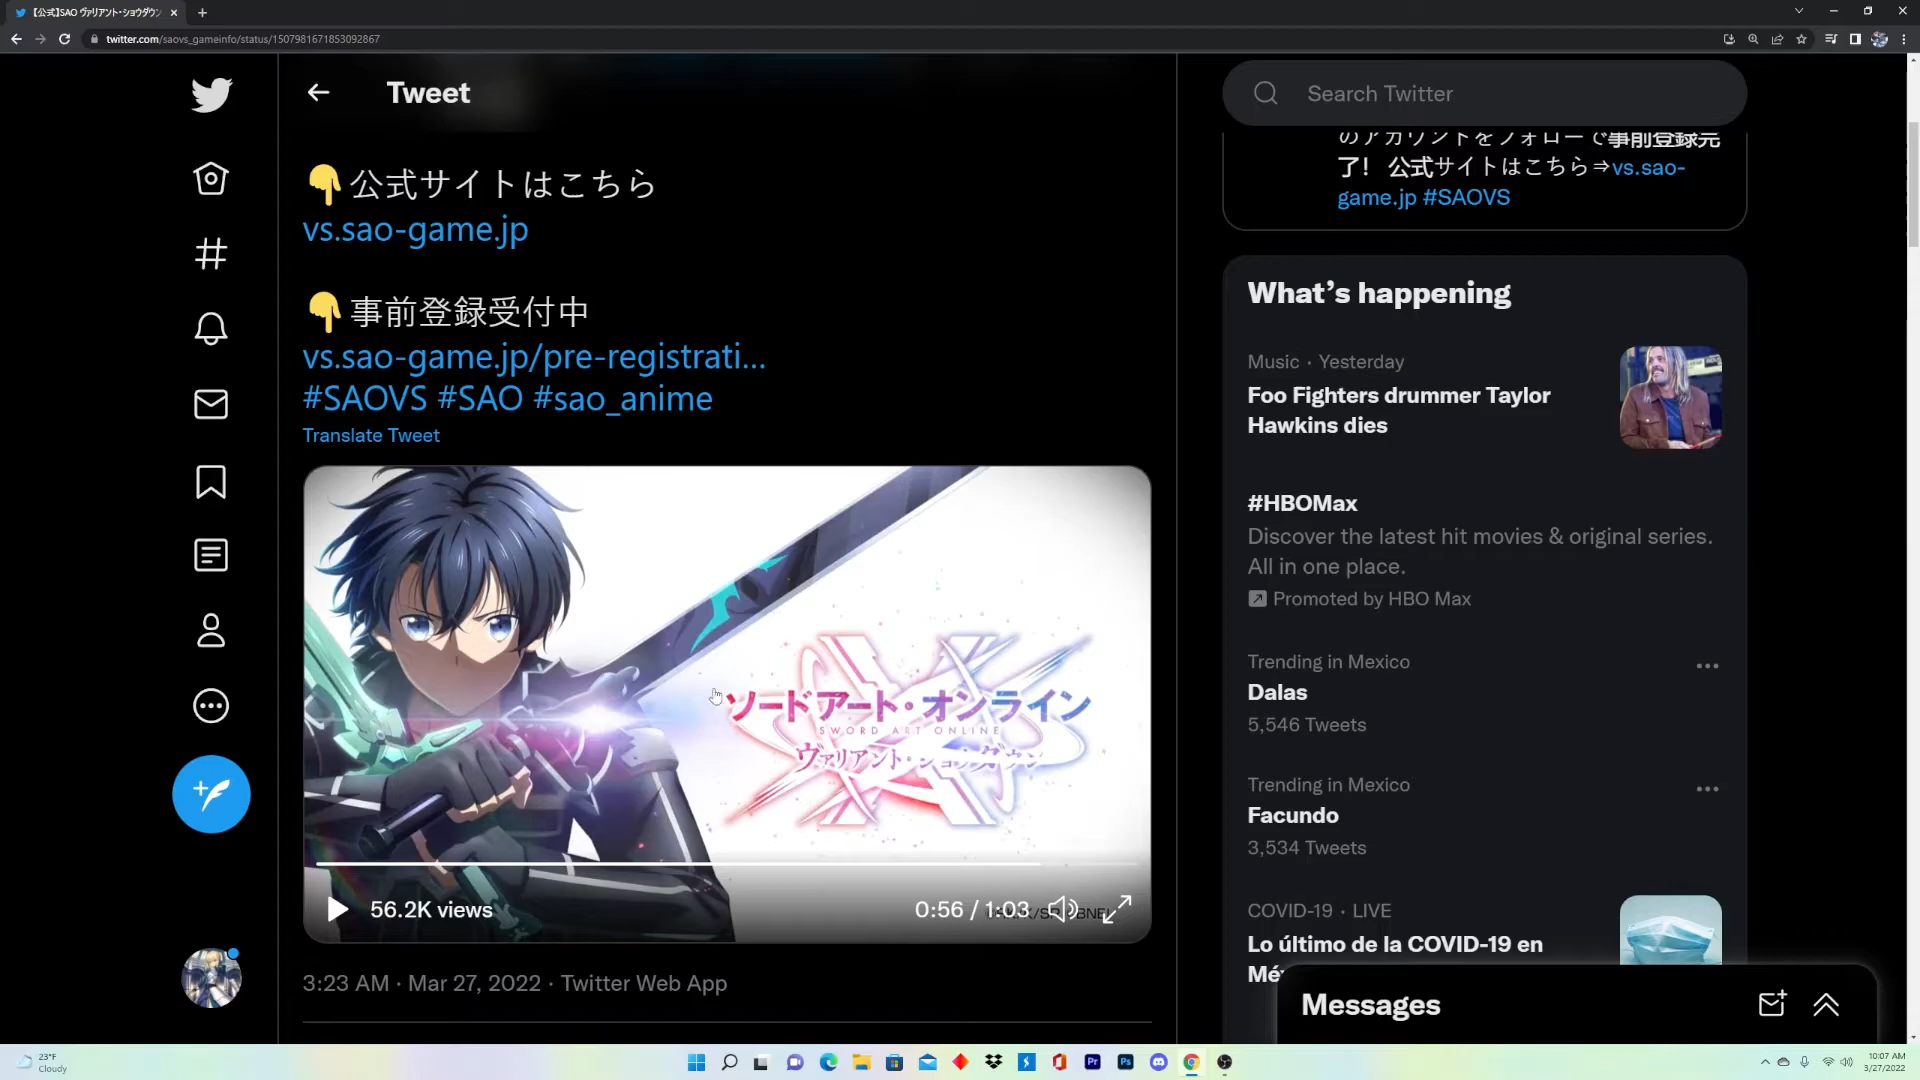 【公式】SAO ヴァリアント・ショウダウン
twitter.com/saovs_gameinfo/status/1507981671853092867
Tweet
Search Twitter
👇公式サイトはこちら
vs.sao-game.jp
👇事前登録受付中
vs.sao-game.jp/pre-registrati...
#SAOVS #SAO #sao_anime
Translate Tweet
ソードアート・オンライン
SWORD ART ONLINE
ヴァリアント・ショウダウン
56.2K views
0:56 / 1:03
3:23 AM · Mar 27, 2022 · Twitter Web App
のアカウントをフォローで事前登録完
了! 公式サイトはこちら⇒vs.sao-
game.jp #SAOVS
What's happening
Music · Yesterday
Foo Fighters drummer Taylor
Hawkins dies
#HBOMax
Discover the latest hit movies & original series.
All in one place.
Promoted by HBO Max
Trending in Mexico
Dalas
5,546 Tweets
Trending in Mexico
Facundo
3,534 Tweets
COVID-19 · LIVE
Lo último de la COVID-19 en
Messages
23°F
Cloudy
Pr
Ps
10:07 AM
3/27/2022